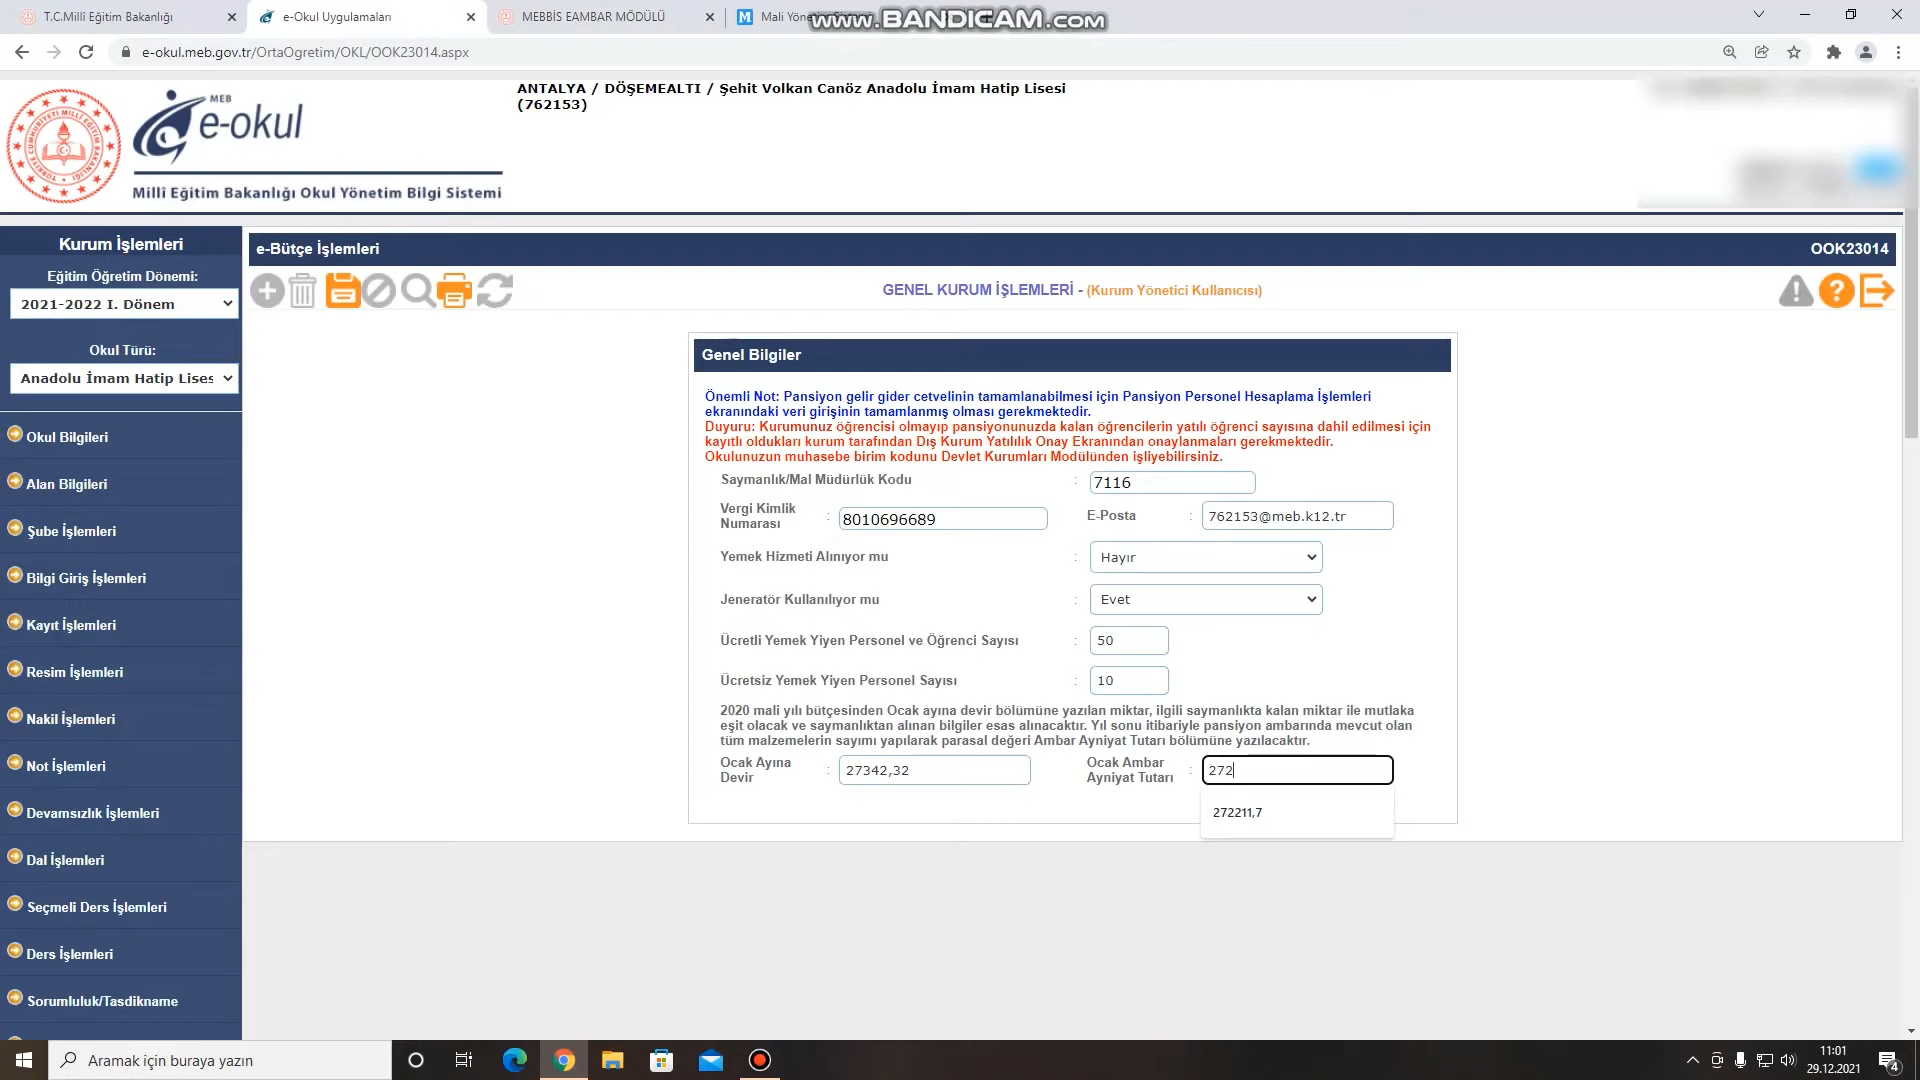 T.C.Millî Eğitim Bakanlığı
e-Okul Uygulamaları
MEBBİS EAMBAR MÖDÜLÜ
Mali Yönetim
www.BANDICAM.com
e-okul.meb.gov.tr/OrtaOgretim/OKL/OOK23014.aspx
MEB
e-okul
Millî Eğitim Bakanlığı Okul Yönetim Bilgi Sistemi
ANTALYA / DÖŞEMEALTI / Şehit Volkan Canöz Anadolu İmam Hatip Lisesi
(762153)
Kurum İşlemleri
Eğitim Öğretim Dönemi:
2021-2022 I. Dönem
Okul Türü:
Anadolu İmam Hatip Lises
Okul Bilgileri
Alan Bilgileri
Şube İşlemleri
Bilgi Giriş İşlemleri
Kayıt İşlemleri
Resim İşlemleri
Nakil İşlemleri
Not İşlemleri
Devamsızlık İşlemleri
Dal İşlemleri
Seçmeli Ders İşlemleri
Ders İşlemleri
Sorumluluk/Tasdikname
e-Bütçe İşlemleri
OOK23014
GENEL KURUM İŞLEMLERİ - (Kurum Yönetici Kullanıcısı)
Genel Bilgiler
Önemli Not: Pansiyon gelir gider cetvelinin tamamlanabilmesi için Pansiyon Personel Hesaplama İşlemleri
ekranındaki veri girişinin tamamlanmış olması gerekmektedir.
Duyuru: Kurumunuz öğrencisi olmayıp pansiyonunuzda kalan öğrencilerin yatılı öğrenci sayısına dahil edilmesi için
kayıtlı oldukları kurum tarafından Dış Kurum Yatılılık Onay Ekranından onaylanmaları gerekmektedir.
Okulunuzun muhasebe birim kodunu Devlet Kurumları Modülünden işliyebilirsiniz.
Saymanlık/Mal Müdürlük Kodu : 7116
Vergi Kimlik
Numarası : 8010696689
E-Posta : 762153@meb.k12.tr
Yemek Hizmeti Alınıyor mu : Hayır
Jeneratör Kullanılıyor mu : Evet
Ücretli Yemek Yiyen Personel ve Öğrenci Sayısı : 50
Ücretsiz Yemek Yiyen Personel Sayısı : 10
2020 mali yılı bütçesinden Ocak ayına devir bölümüne yazılan miktar, ilgili saymanlıkta kalan miktar ile mutlaka
eşit olacak ve saymanlıktan alınan bilgiler esas alınacaktır. Yıl sonu itibariyle pansiyon ambarında mevcut olan
tüm malzemelerin sayımı yapılarak parasal değeri Ambar Ayniyat Tutarı bölümüne yazılacaktır.
Ocak Ayına
Devir : 27342,32
Ocak Ambar
Ayniyat Tutarı : 272
272211,7
Aramak için buraya yazın
11:01
29.12.2021
4